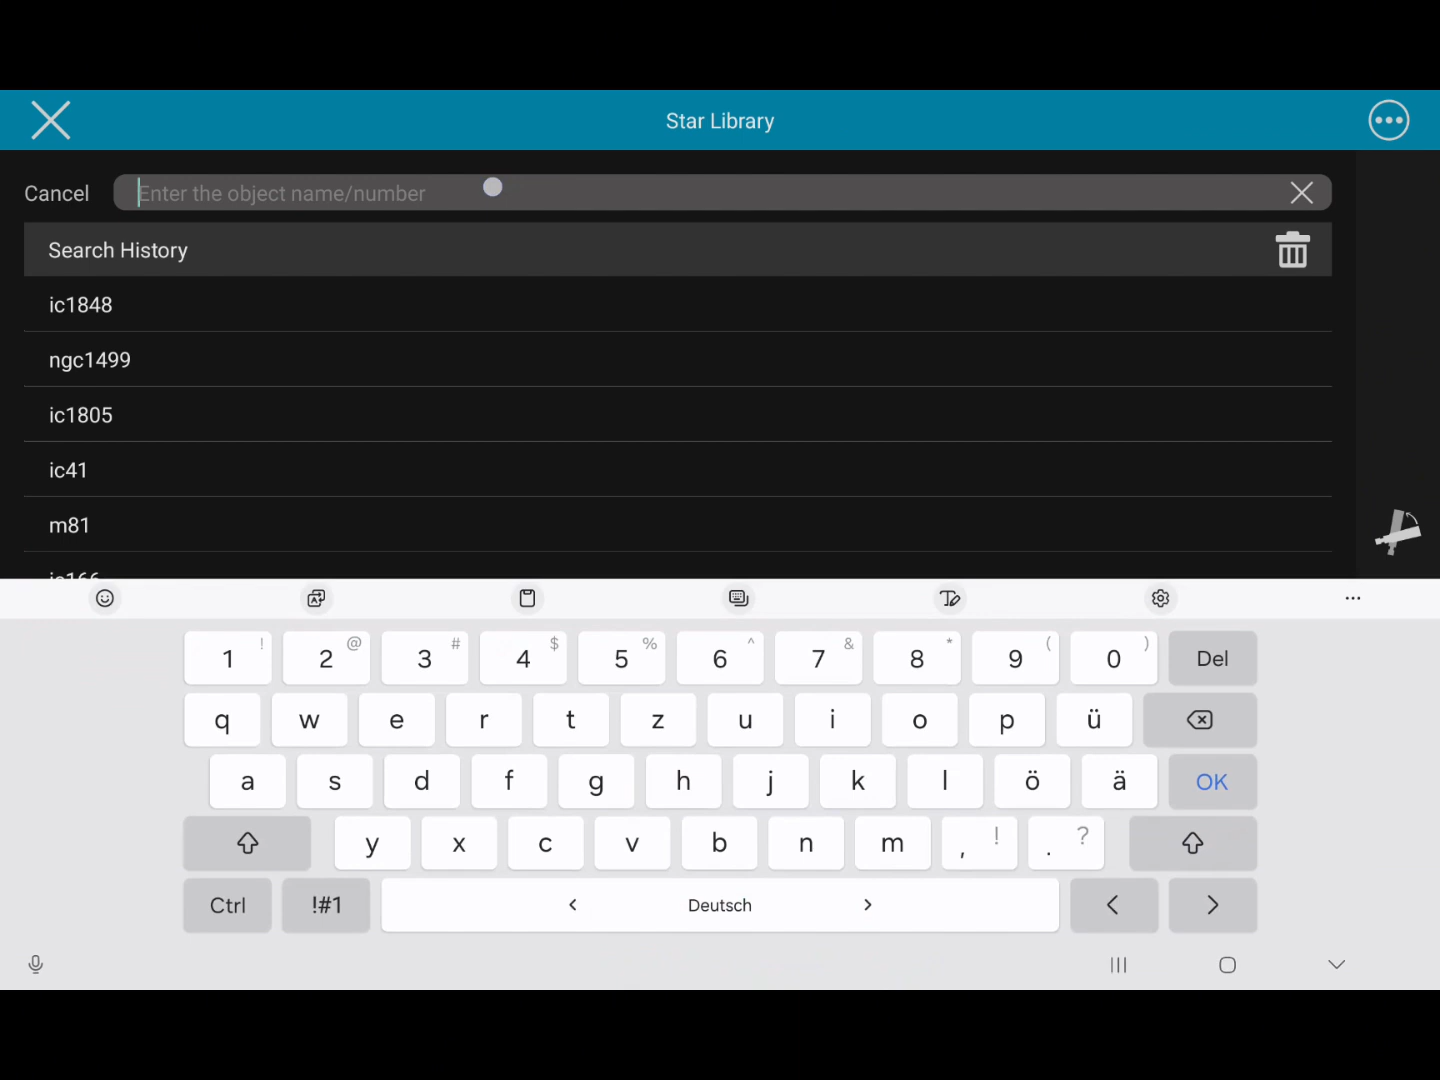 Star Library
Cancel
Enter the object name/number
Search History
ic1848
ngc1499
ic1805
ic41
m81
1 ! 2 @ 3 # 4 $ 5 % 6 ^ 7 & 8 * 9 ( 0 ) Del
q w e r t z u i o p ü
a s d f g h j k l ö ä OK
y x c v b n m , ! . ?
Ctrl !#1 < Deutsch > < >